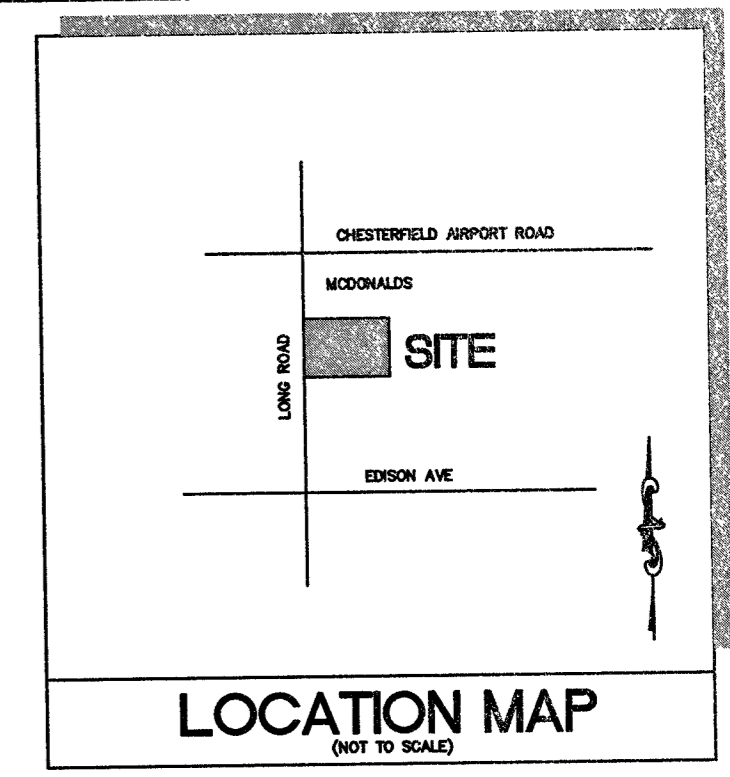 CHESTERFIELD AIRPORT ROAD
MCDONALDS
SITE
LONG ROAD
EDISON AVE
LOCATION MAP
(NOT TO SCALE)